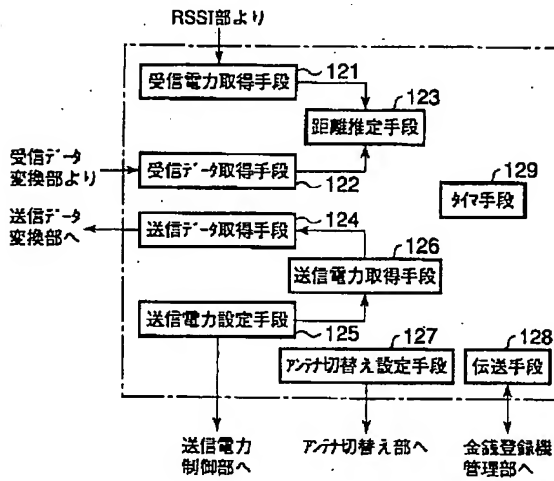 RSSI部より
受信電力取得手段
121
123
距離推定手段
受信データ
変換部より
受信データ取得手段
122
129
タイマ手段
送信データ
変換部へ
送信データ取得手段
124
126
送信電力取得手段
送信電力設定手段
125
127
128
アンテナ切替え設定手段
伝送手段
送信電力
制御部へ
アンテナ切替え部へ
金銭登録機
管理部へ